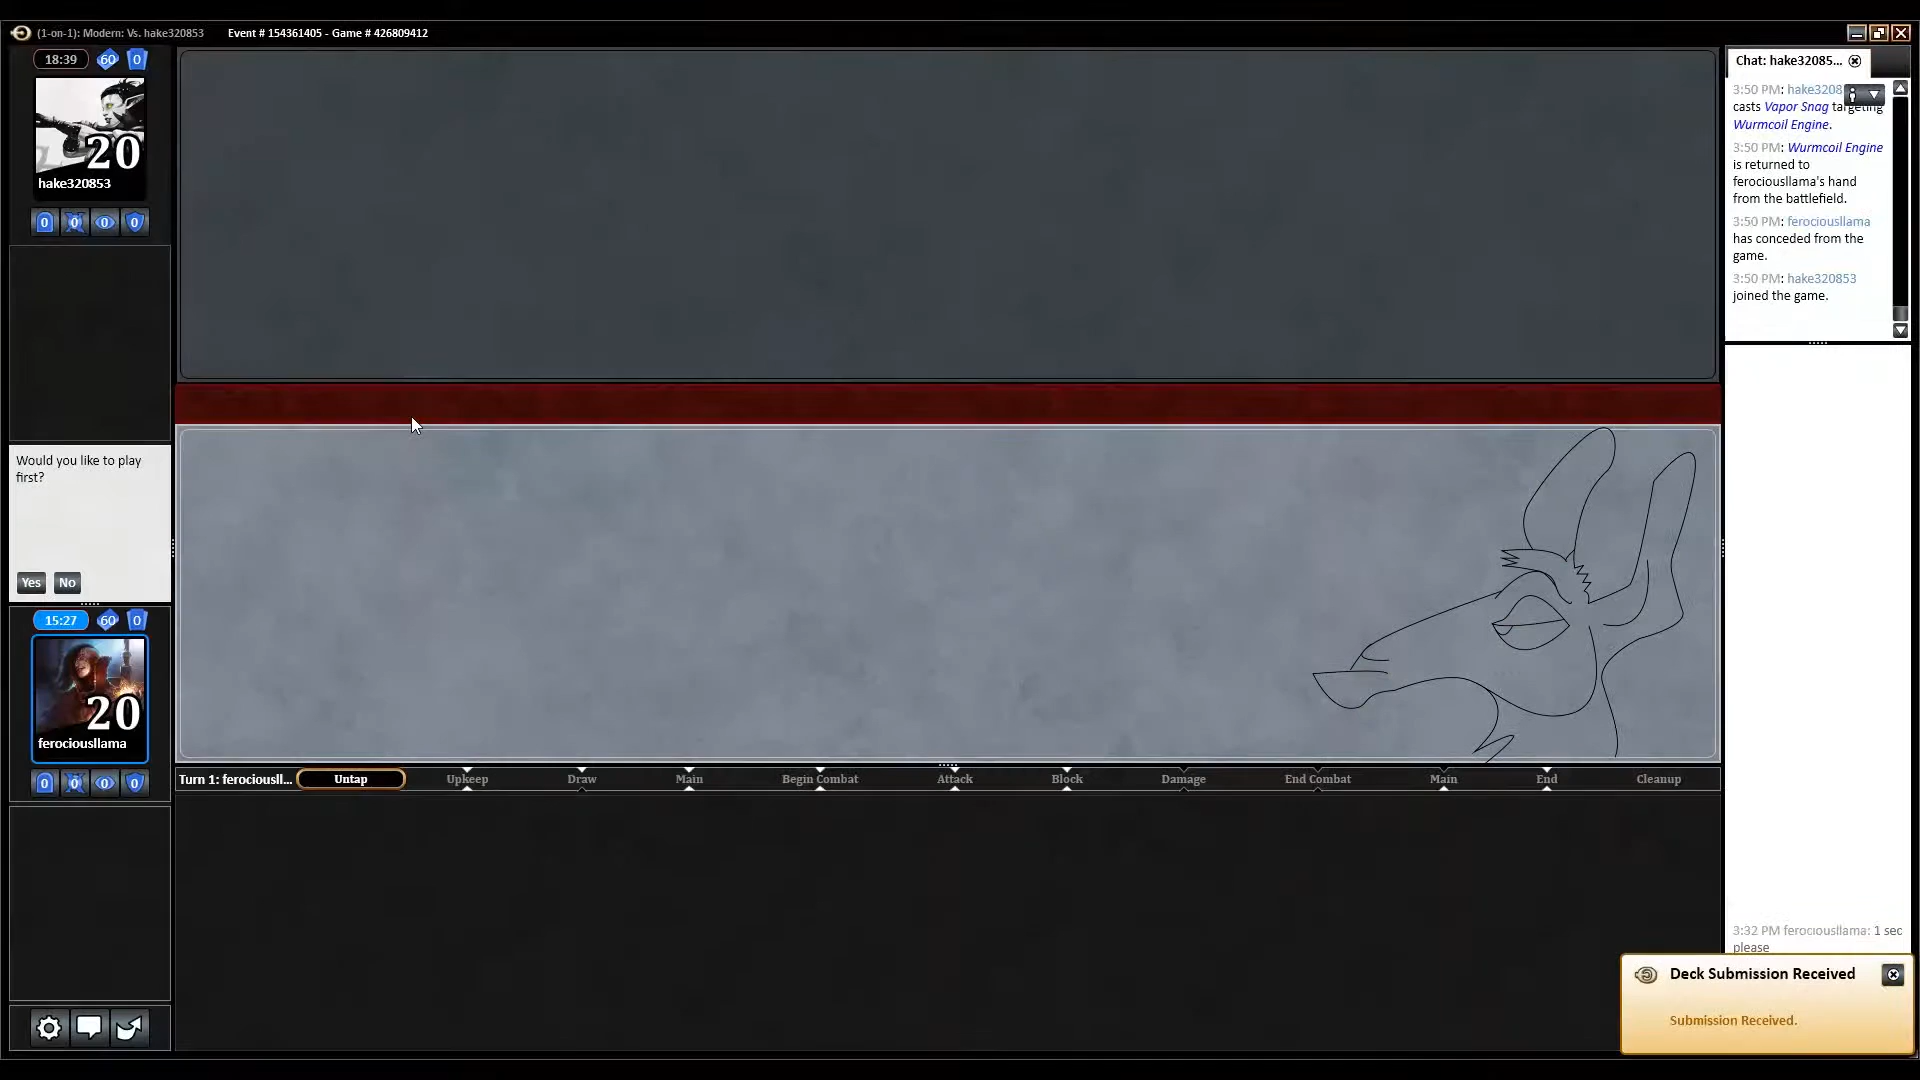 (1-on-1): Modern: Vs. hake320853 Event # 154361405 - Game # 426809412
18:39 60 0
20
hake320853
0 0 0 0
Would you like to play
first?
Yes No
15:27 60 0
20
ferociousllama
0 0 0 0
Turn 1: ferociousll... Untap Upkeep Draw Main Begin Combat Attack Block Damage End Combat Main End Cleanup
Chat: hake32085...
3:50 PM: hake3208
casts Vapor Snag targeting
Wurmcoil Engine.
3:50 PM: Wurmcoil Engine
is returned to
ferociousllama's hand
from the battlefield.
3:50 PM: ferociousllama
has conceded from the
game.
3:50 PM: hake320853
joined the game.
3:32 PM ferociousllama: 1 sec
please
Deck Submission Received
Submission Received.